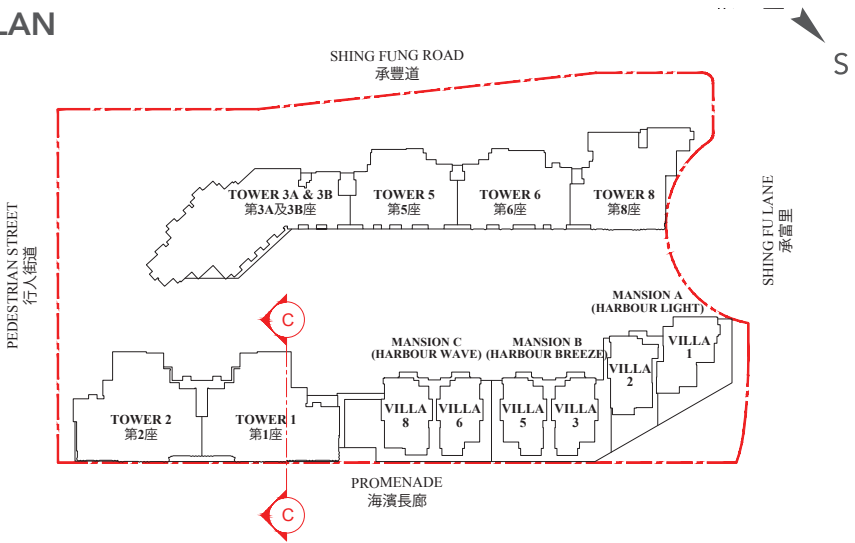 LAN
S
SHING FUNG ROAD
承豐道
TOWER 3A & 3B
第3A及3B座
TOWER 5
第5座
TOWER 6
第6座
TOWER 8
第8座
PEDESTRIAN STREET
行人街道
SHING FU LANE
承富里
MANSION A
(HARBOUR LIGHT)
C
MANSION C
(HARBOUR WAVE)
MANSION B
(HARBOUR BREEZE)
VILLA
1
VILLA
2
TOWER 2
第2座
TOWER 1
第1座
VILLA
8
VILLA
6
VILLA
5
VILLA
3
PROMENADE
海濱長廊
C